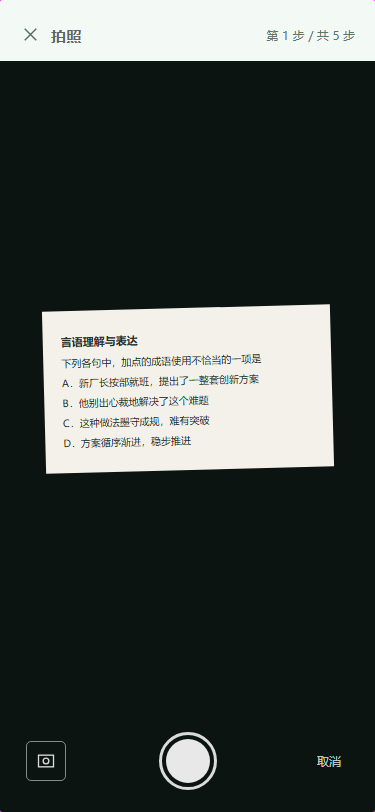 拍照
第 1 步 / 共 5 步
言语理解与表达
下列各句中，加点的成语使用不恰当的一项是
A. 新厂长按部就班，提出了一整套创新方案
B. 他别出心裁地解决了这个难题
C. 这种做法墨守成规，难有突破
D. 方案循序渐进，稳步推进
取消